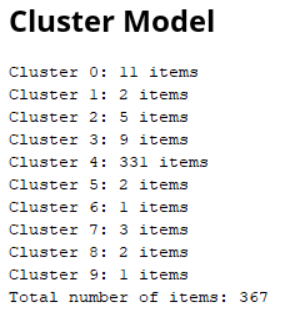 Cluster Model
Cluster 0: 11 items
Cluster 1: 2 items
Cluster 2: 5 items
Cluster 3: 9 items
Cluster 4: 331 items
Cluster 5: 2 items
Cluster 6: 1 items
Cluster 7: 3 items
Cluster 8: 2 items
Cluster 9: 1 items
Total number of items: 367